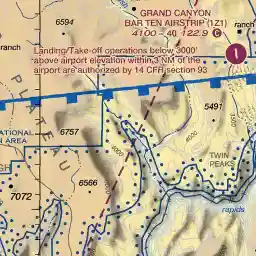 GRAND CANYON
BAR TEN AIRSTRIP (1Z1)
4100 - 40 122.9 C
ranch
6594
ranch
Landing/Take-off operations below 3000'
above airport elevation within 3 NM of the
airport are authorized by 14 CFR section 93
5491
PLATEAU
6757
TWIN
PEAKS
6566
7072
rapids